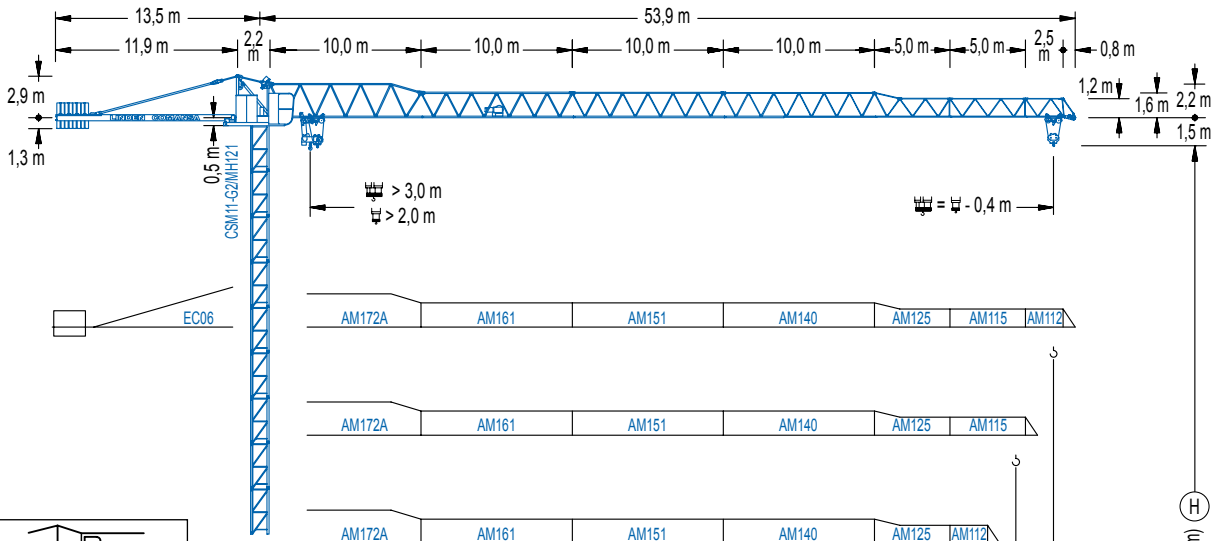 13,5 m 53,9 m
11,9 m 2,2 m 10,0 m 10,0 m 10,0 m 10,0 m 5,0 m 5,0 m 2,5 m 0,8 m
2,9 m
1,3 m
LINDEN COMANSA
0,5 m
CSM11-G2/MH121
1,2 m
1,6 m
2,2 m
1,5 m
> 3,0 m
> 2,0 m
= - 0,4 m
EC06 AM172A AM161 AM151 AM140 AM125 AM115 AM112
AM172A AM161 AM151 AM140 AM125 AM115
AM172A AM161 AM151 AM140 AM125 AM112
H
m)